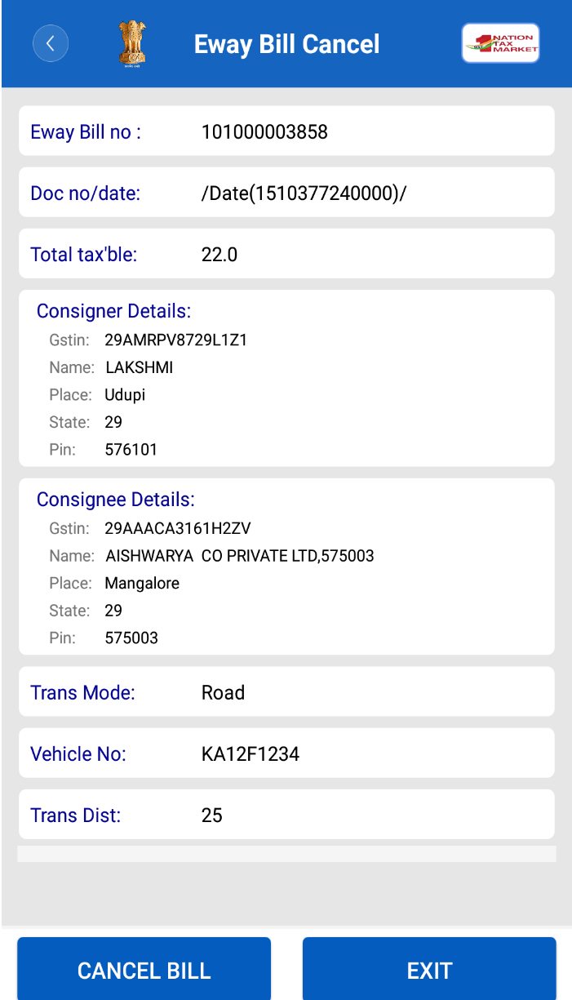 Eway Bill Cancel
NATION
TAX
MARKET
Eway Bill no : 101000003858
Doc no/date: /Date(1510377240000)/
Total tax'ble: 22.0
Consigner Details:
Gstin: 29AMRPV8729L1Z1
Name: LAKSHMI
Place: Udupi
State: 29
Pin: 576101
Consignee Details:
Gstin: 29AAACA3161H2ZV
Name: AISHWARYA  CO PRIVATE LTD,575003
Place: Mangalore
State: 29
Pin: 575003
Trans Mode: Road
Vehicle No: KA12F1234
Trans Dist: 25
CANCEL BILL
EXIT